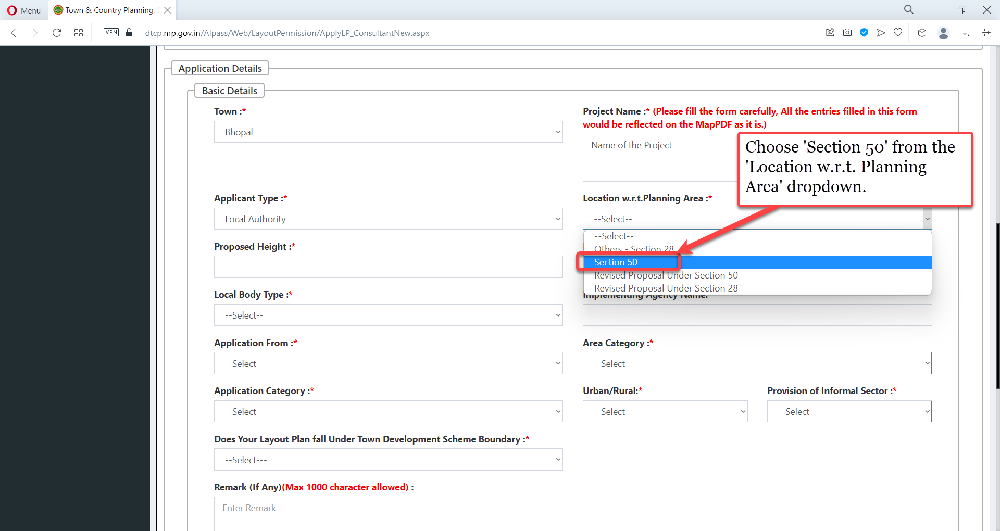 Menu
Town & Country Planning,
VPN
dtcp.mp.gov.in/Alpass/Web/LayoutPermission/ApplyLP_ConsultantNew.aspx
Application Details
Basic Details
Town :*
Bhopal
Project Name :* (Please fill the form carefully, All the entries filled in this form
would be reflected on the MapPDF as it is.)
Name of the Project
Choose 'Section 50' from the
'Location w.r.t. Planning
Area' dropdown.
Applicant Type :*
Local Authority
Location w.r.t.Planning Area :*
--Select--
--Select--
Others - Section 28
Section 50
Revised Proposal Under Section 50
Revised Proposal Under Section 28
Proposed Height :*
Local Body Type :*
--Select--
Implementing Agency Name:
Application From :*
--Select--
Area Category :*
--Select--
Application Category :*
--Select--
Urban/Rural:*
--Select--
Provision of Informal Sector :*
--Select--
Does Your Layout Plan fall Under Town Development Scheme Boundary :*
--Select---
Remark (If Any)(Max 1000 character allowed) :
Enter Remark